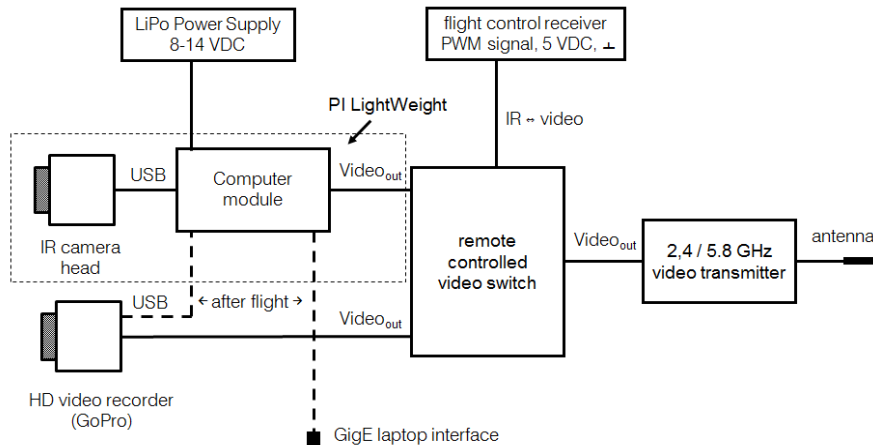 LiPo Power Supply
8-14 VDC
flight control receiver
PWM signal, 5 VDC, ⊥
PI LightWeight
IR ↔ video
USB
Computer
module
Videoout
IR camera
head
remote
controlled
video switch
Videoout
2,4 / 5.8 GHz
video transmitter
antenna
USB
← after flight →
Videoout
HD video recorder
(GoPro)
GigE laptop interface